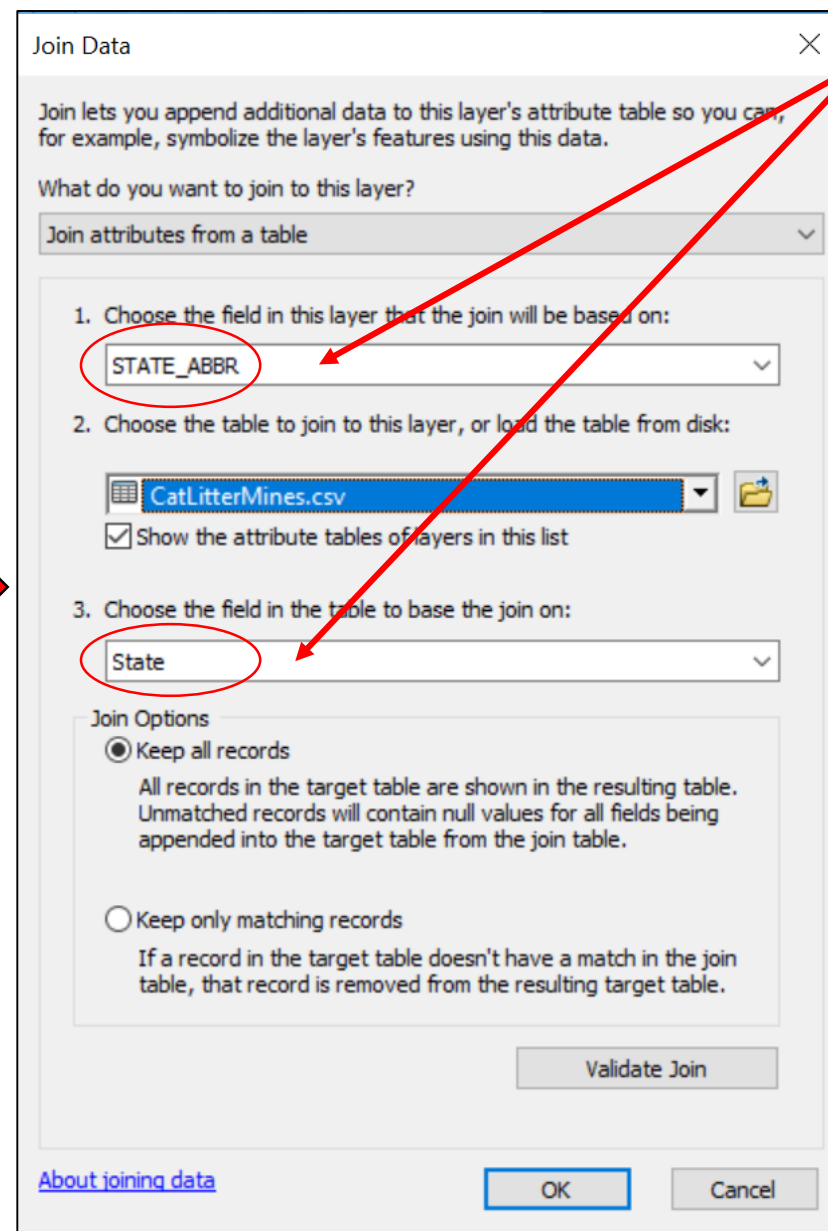 Join Data
Join lets you append additional data to this layer's attribute table so you can,
for example, symbolize the layer's features using this data.
What do you want to join to this layer?
Join attributes from a table
1. Choose the field in this layer that the join will be based on:
STATE_ABBR
2. Choose the table to join to this layer, or load the table from disk:
CatLitterMines.csv
Show the attribute tables of layers in this list
3. Choose the field in the table to base the join on:
State
Join Options
Keep all records
All records in the target table are shown in the resulting table.
Unmatched records will contain null values for all fields being
appended into the target table from the join table.
Keep only matching records
If a record in the target table doesn't have a match in the join
table, that record is removed from the resulting target table.
Validate Join
About joining data
OK
Cancel